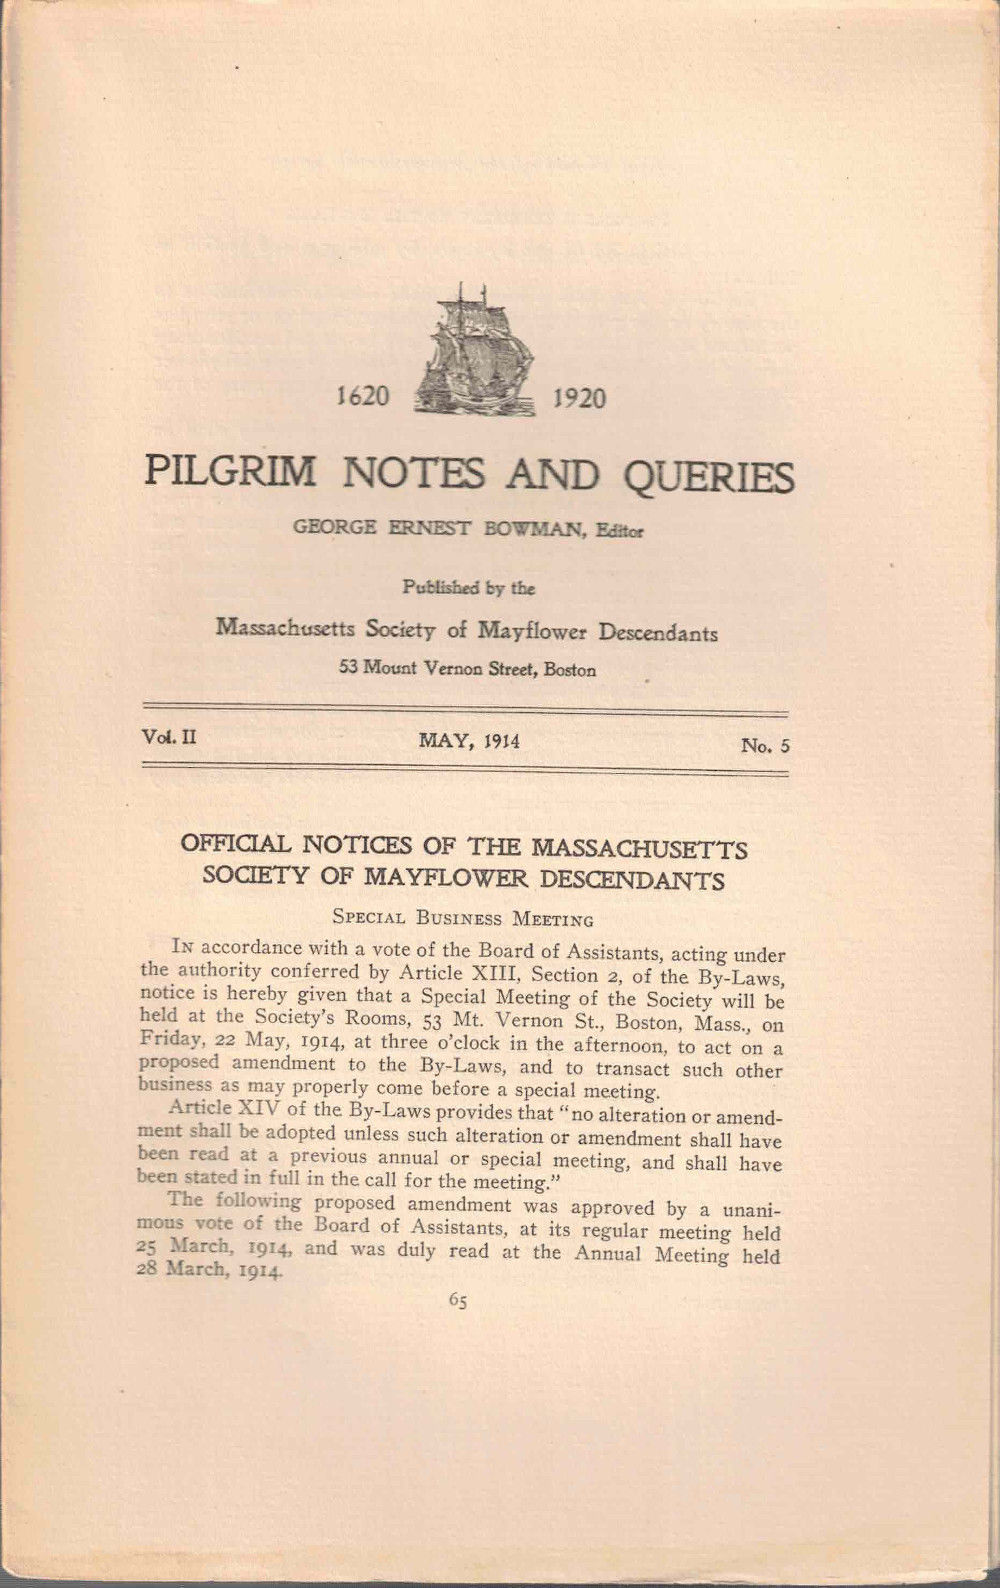 1620 1920
PILGRIM NOTES AND QUERIES
GEORGE ERNEST BOWMAN, Editor
Published by the
Massachusetts Society of Mayflower Descendants
53 Mount Vernon Street, Boston
Vol. II MAY, 1914 No. 5
OFFICIAL NOTICES OF THE MASSACHUSETTS
SOCIETY OF MAYFLOWER DESCENDANTS
SPECIAL BUSINESS MEETING
IN accordance with a vote of the Board of Assistants, acting under
the authority conferred by Article XIII, Section 2, of the By-Laws,
notice is hereby given that a Special Meeting of the Society will be
held at the Society's Rooms, 53 Mt. Vernon St., Boston, Mass., on
Friday, 22 May, 1914, at three o'clock in the afternoon, to act on a
proposed amendment to the By-Laws, and to transact such other
business as may properly come before a special meeting.
Article XIV of the By-Laws provides that "no alteration or amend-
ment shall be adopted unless such alteration or amendment shall have
been read at a previous annual or special meeting, and shall have
been stated in full in the call for the meeting."
The following proposed amendment was approved by a unani-
mous vote of the Board of Assistants, at its regular meeting held
25 March, 1914, and was duly read at the Annual Meeting held
28 March, 1914.
65